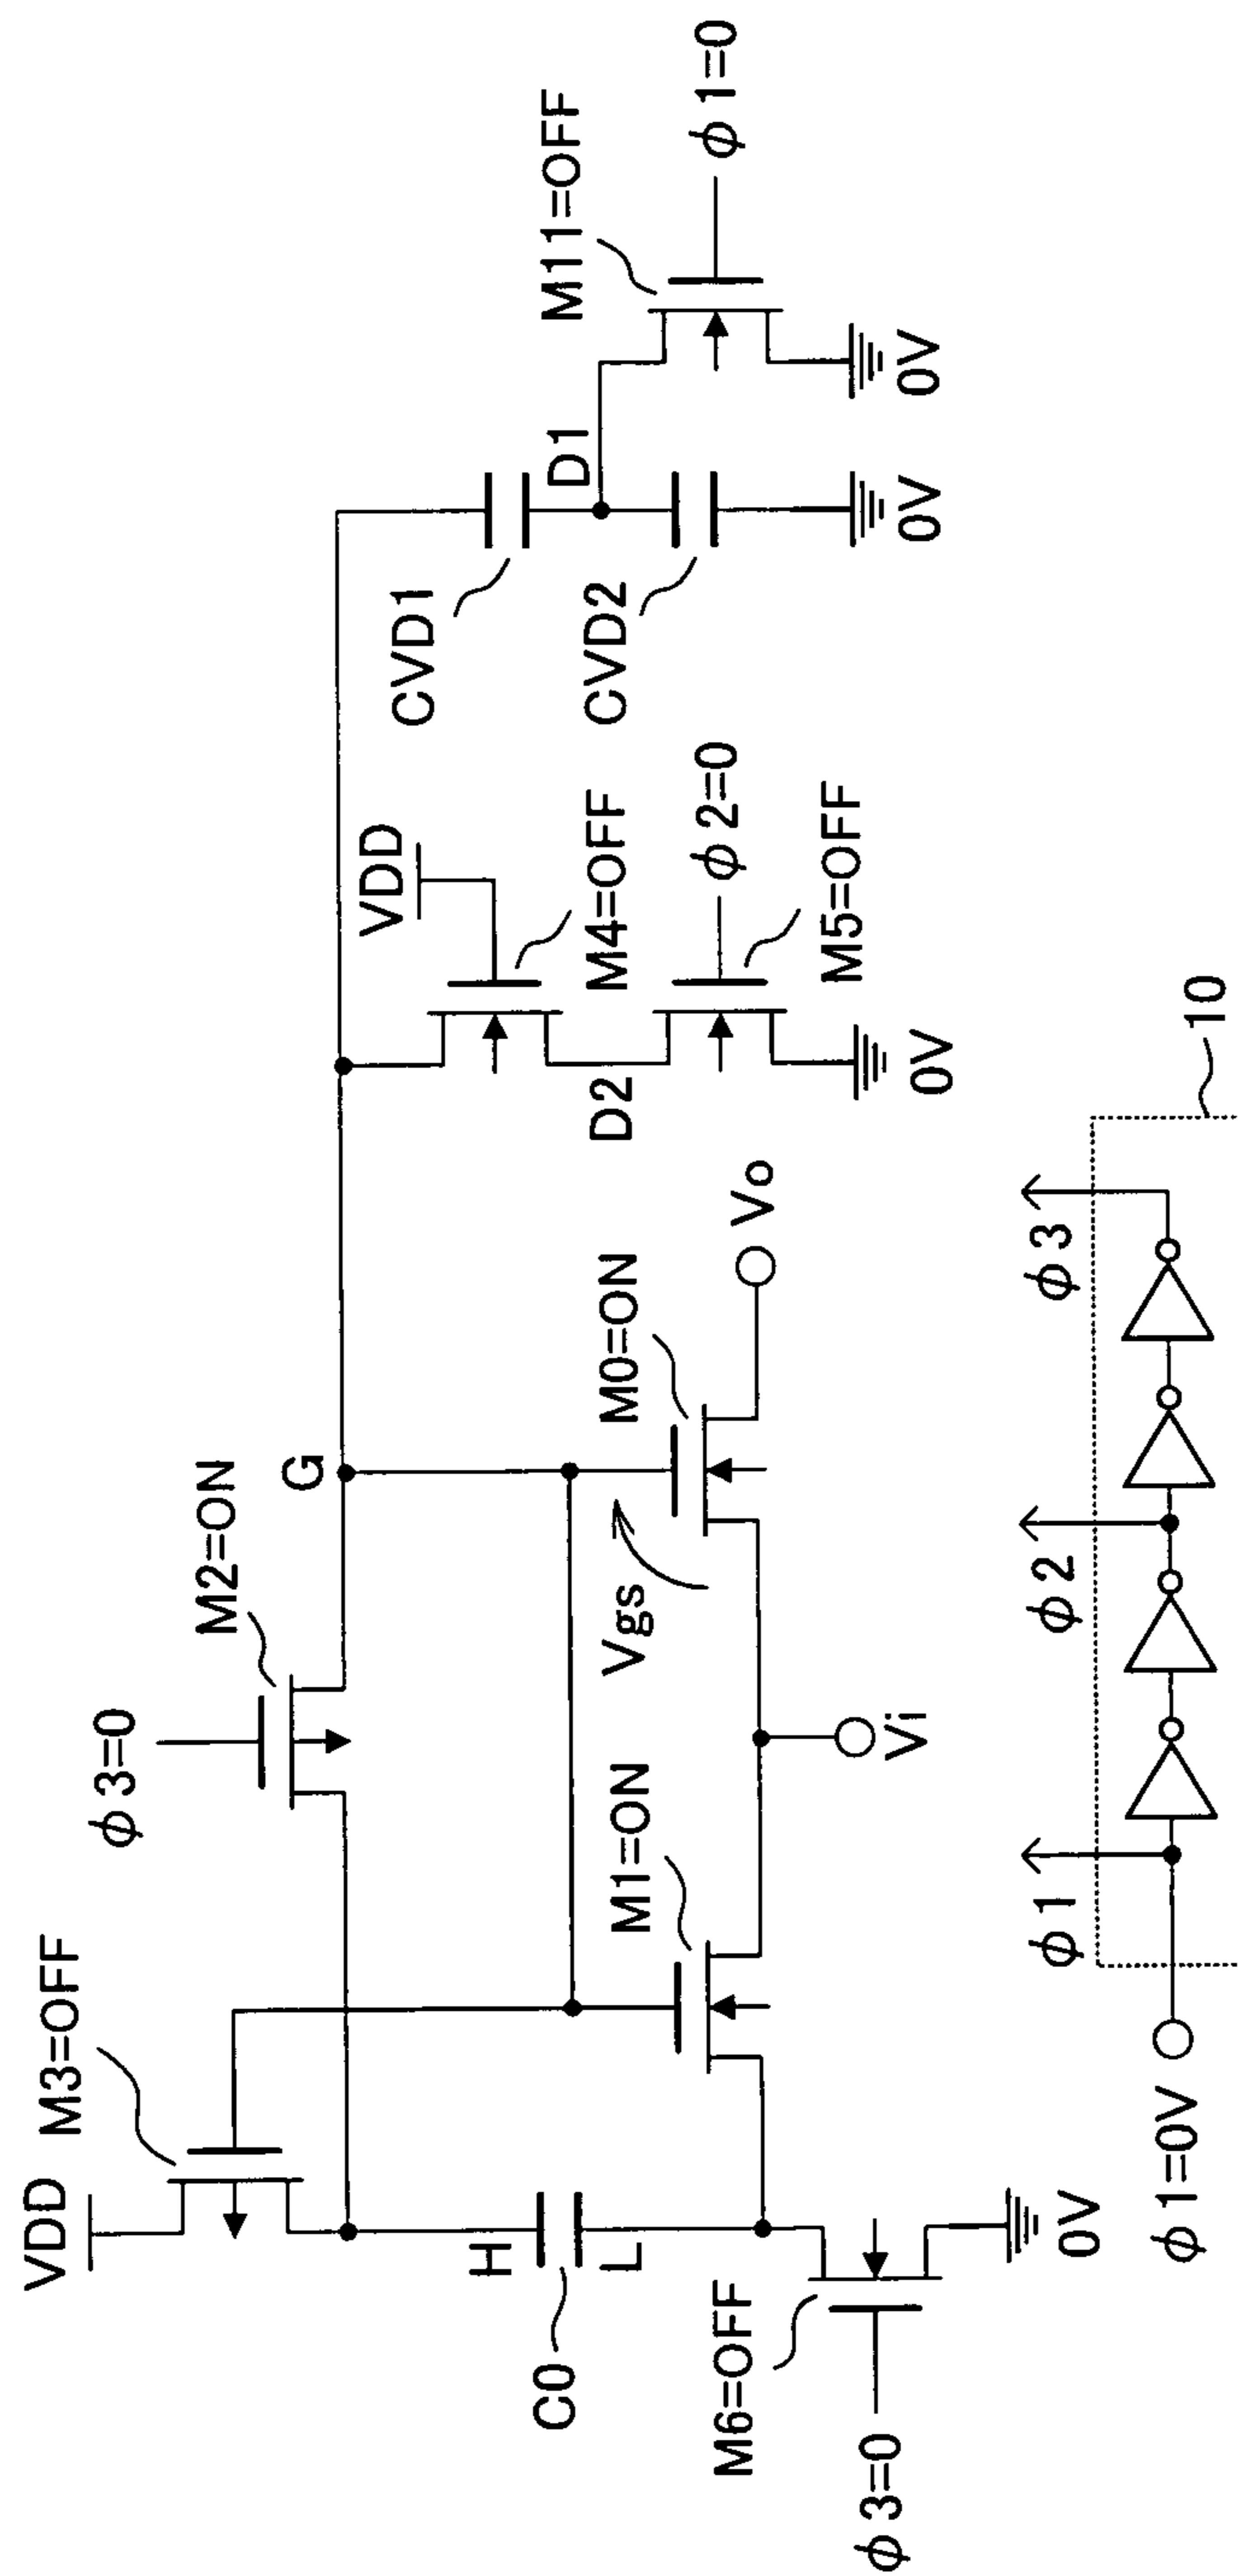 VDD
M3=OFF
φ3=0
M2=ON
G
VDD
M4=OFF
D2
φ2=0
M5=OFF
0V
CVD1
D1
CVD2
0V
M11=OFF
φ1=0
0V
H
L
C0
M1=ON
Vgs
M0=ON
Vo
Vi
M6=OFF
φ3=0
0V
φ1
φ2
φ3
10
φ1=0V